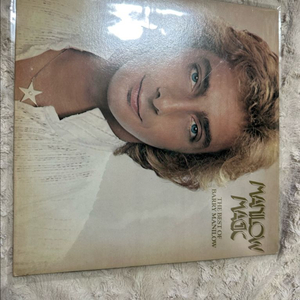 MANILOW
MAGIC
THE BEST OF
BARRY MANILOW